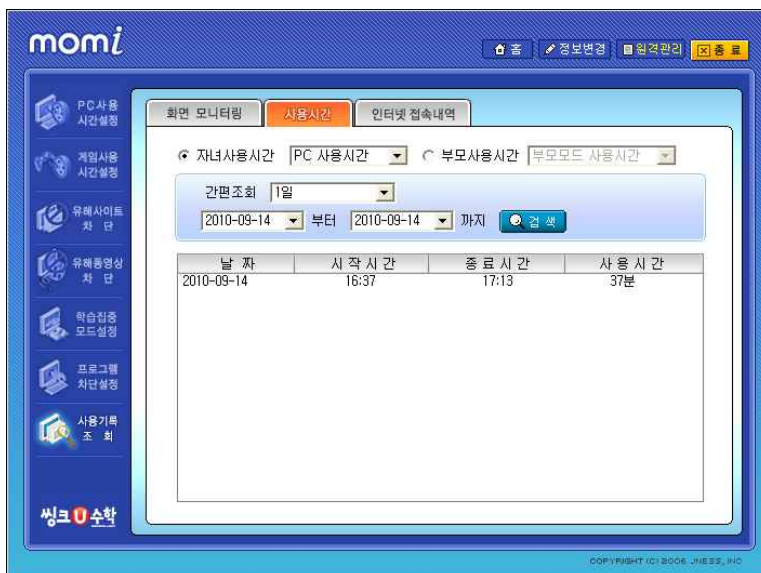 momi
홈 정보변경 원격관리 종료
PC사용
시간설정
게임사용
시간설정
유해사이트
차 단
유해동영상
차 단
학습집중
모드설정
프로그램
차단설정
사용기록
조 회
씽크U수학
화면 모니터링 사용시간 인터넷 접속내역
자녀사용시간 PC 사용시간 부모사용시간 부모모드 사용시간
간편조회 1일
2010-09-14 부터 2010-09-14 까지 검 색
날 짜 시 작 시 간 종 료 시 간 사 용 시 간
2010-09-14 16:37 17:13 37분
COPYRIGHT (C) 2006 JNESS, INC